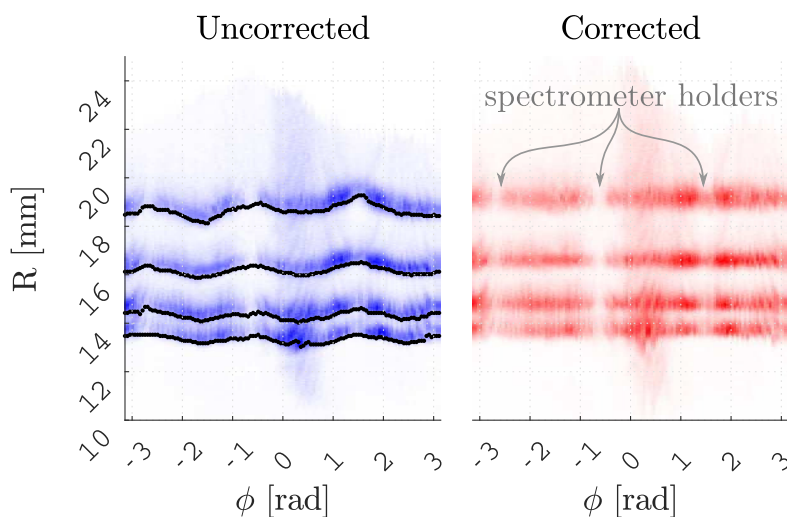 Uncorrected
Corrected
spectrometer holders
R [mm]
24
22
20
18
16
14
12
10
-3 -2 -1 0 1 2 3
-3 -2 -1 0 1 2 3
ϕ [rad]
ϕ [rad]